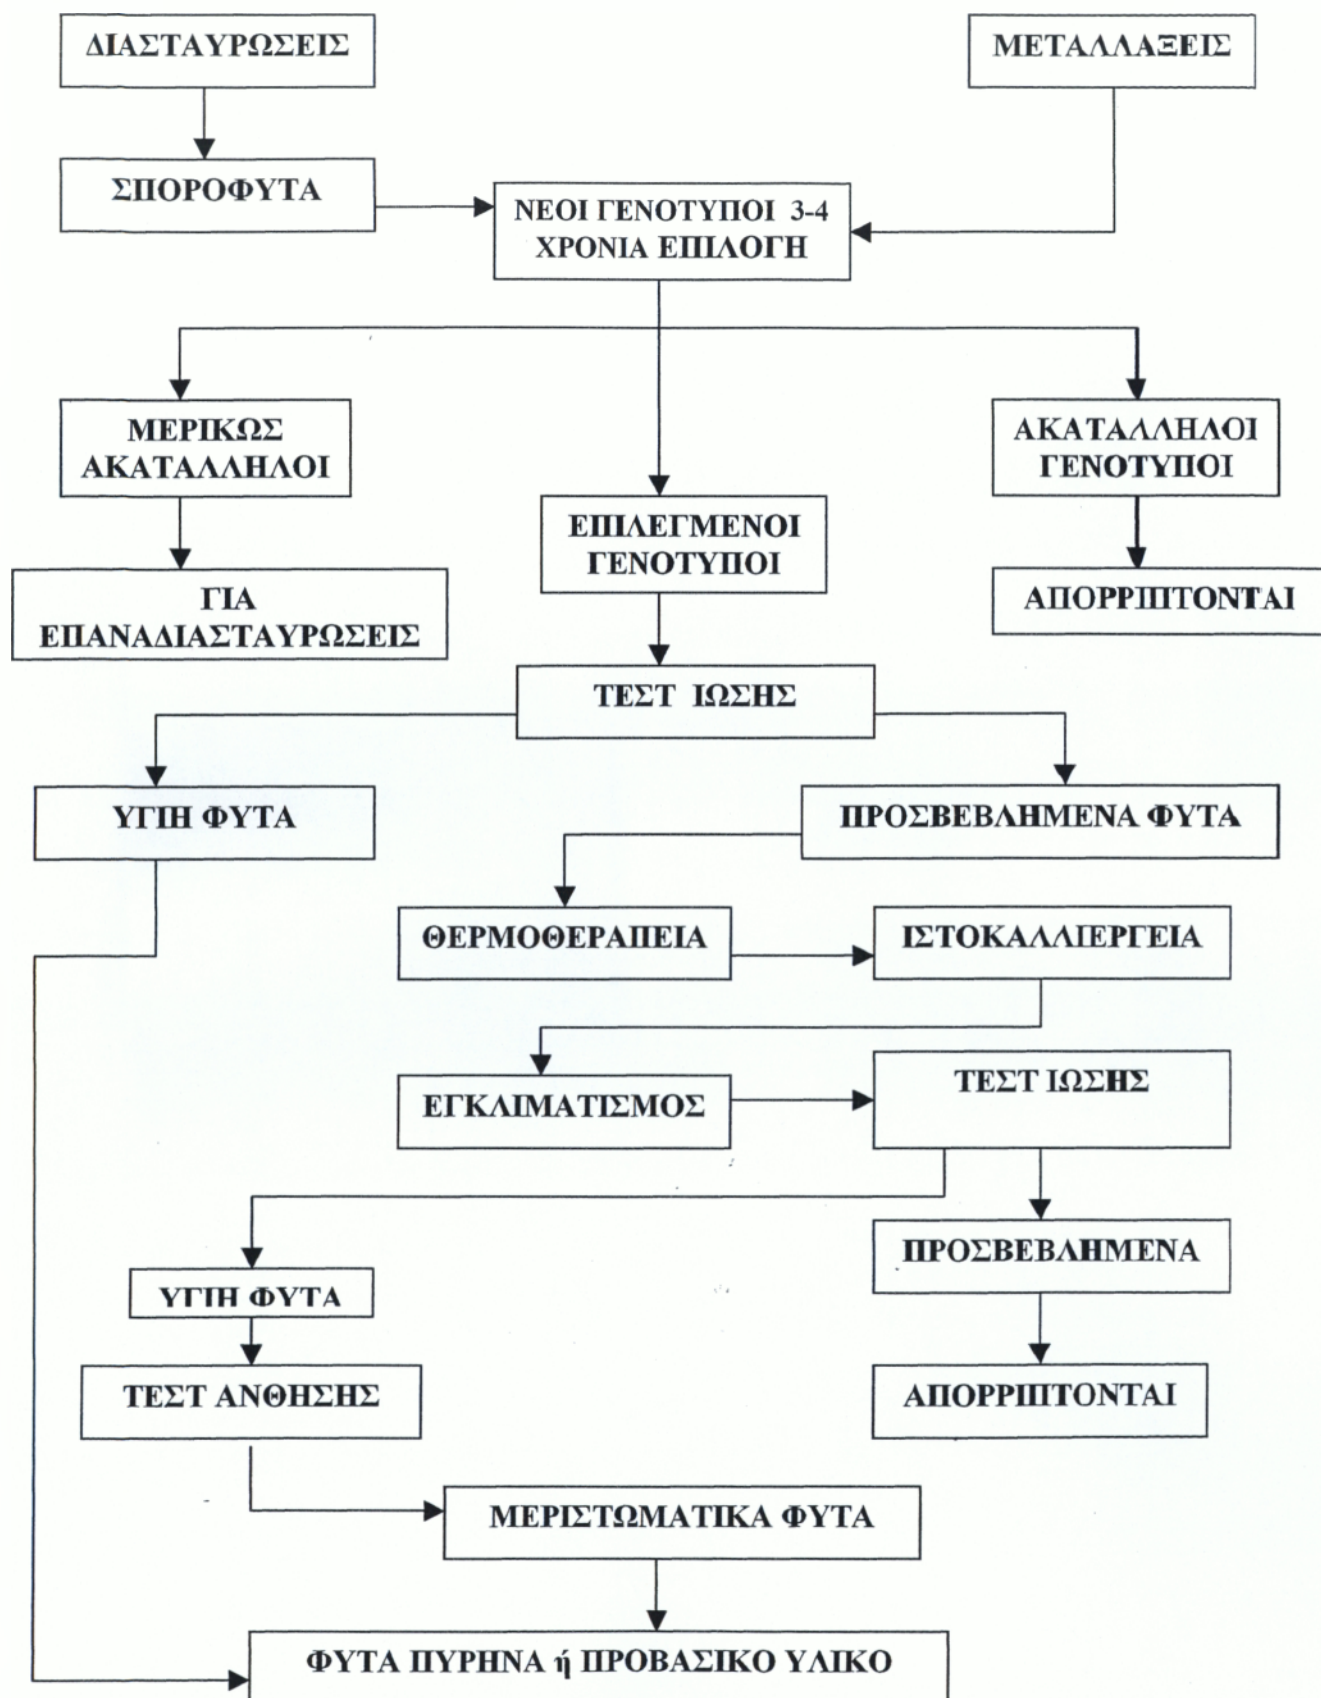 ΔΙΑΣΤΑΥΡΩΣΕΙΣ
ΜΕΤΑΛΛΑΞΕΙΣ
ΣΠΟΡΟΦΥΤΑ
ΝΕΟΙ ΓΕΝΟΤΥΠΟΙ 3-4
ΧΡΟΝΙΑ ΕΠΙΛΟΓΗ
ΜΕΡΙΚΩΣ
ΑΚΑΤΑΛΛΗΛΟΙ
ΑΚΑΤΑΛΛΗΛΟΙ
ΓΕΝΟΤΥΠΟΙ
ΕΠΙΛΕΓΜΕΝΟΙ
ΓΕΝΟΤΥΠΟΙ
ΓΙΑ
ΕΠΑΝΑΔΙΑΣΤΑΥΡΩΣΕΙΣ
ΑΠΟΡΡΙΠΤΟΝΤΑΙ
ΤΕΣΤ ΙΩΣΗΣ
ΥΓΙΗ ΦΥΤΑ
ΠΡΟΣΒΕΒΛΗΜΕΝΑ ΦΥΤΑ
ΘΕΡΜΟΘΕΡΑΠΕΙΑ
ΙΣΤΟΚΑΛΛΙΕΡΓΕΙΑ
ΕΓΚΛΙΜΑΤΙΣΜΟΣ
ΤΕΣΤ ΙΩΣΗΣ
ΠΡΟΣΒΕΒΛΗΜΕΝΑ
ΥΓΙΗ ΦΥΤΑ
ΤΕΣΤ ΑΝΘΗΣΗΣ
ΑΠΟΡΡΙΠΤΟΝΤΑΙ
ΜΕΡΙΣΤΩΜΑΤΙΚΑ ΦΥΤΑ
ΦΥΤΑ ΠΥΡΗΝΑ ή ΠΡΟΒΑΣΙΚΟ ΥΛΙΚΟ